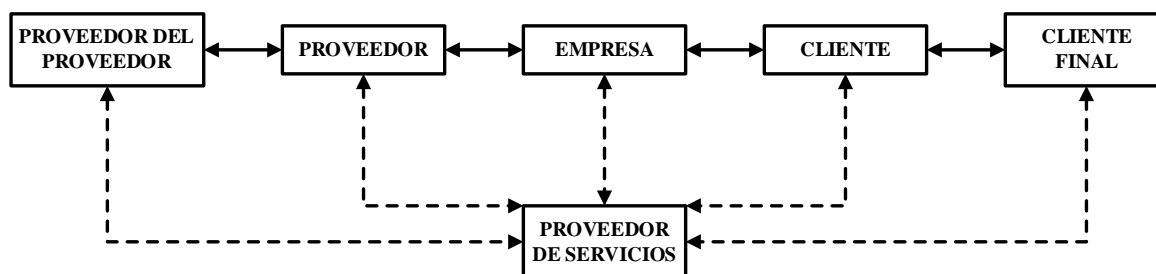 PROVEEDOR DEL
PROVEEDOR
PROVEEDOR
EMPRESA
CLIENTE
CLIENTE
FINAL
PROVEEDOR
DE SERVICIOS